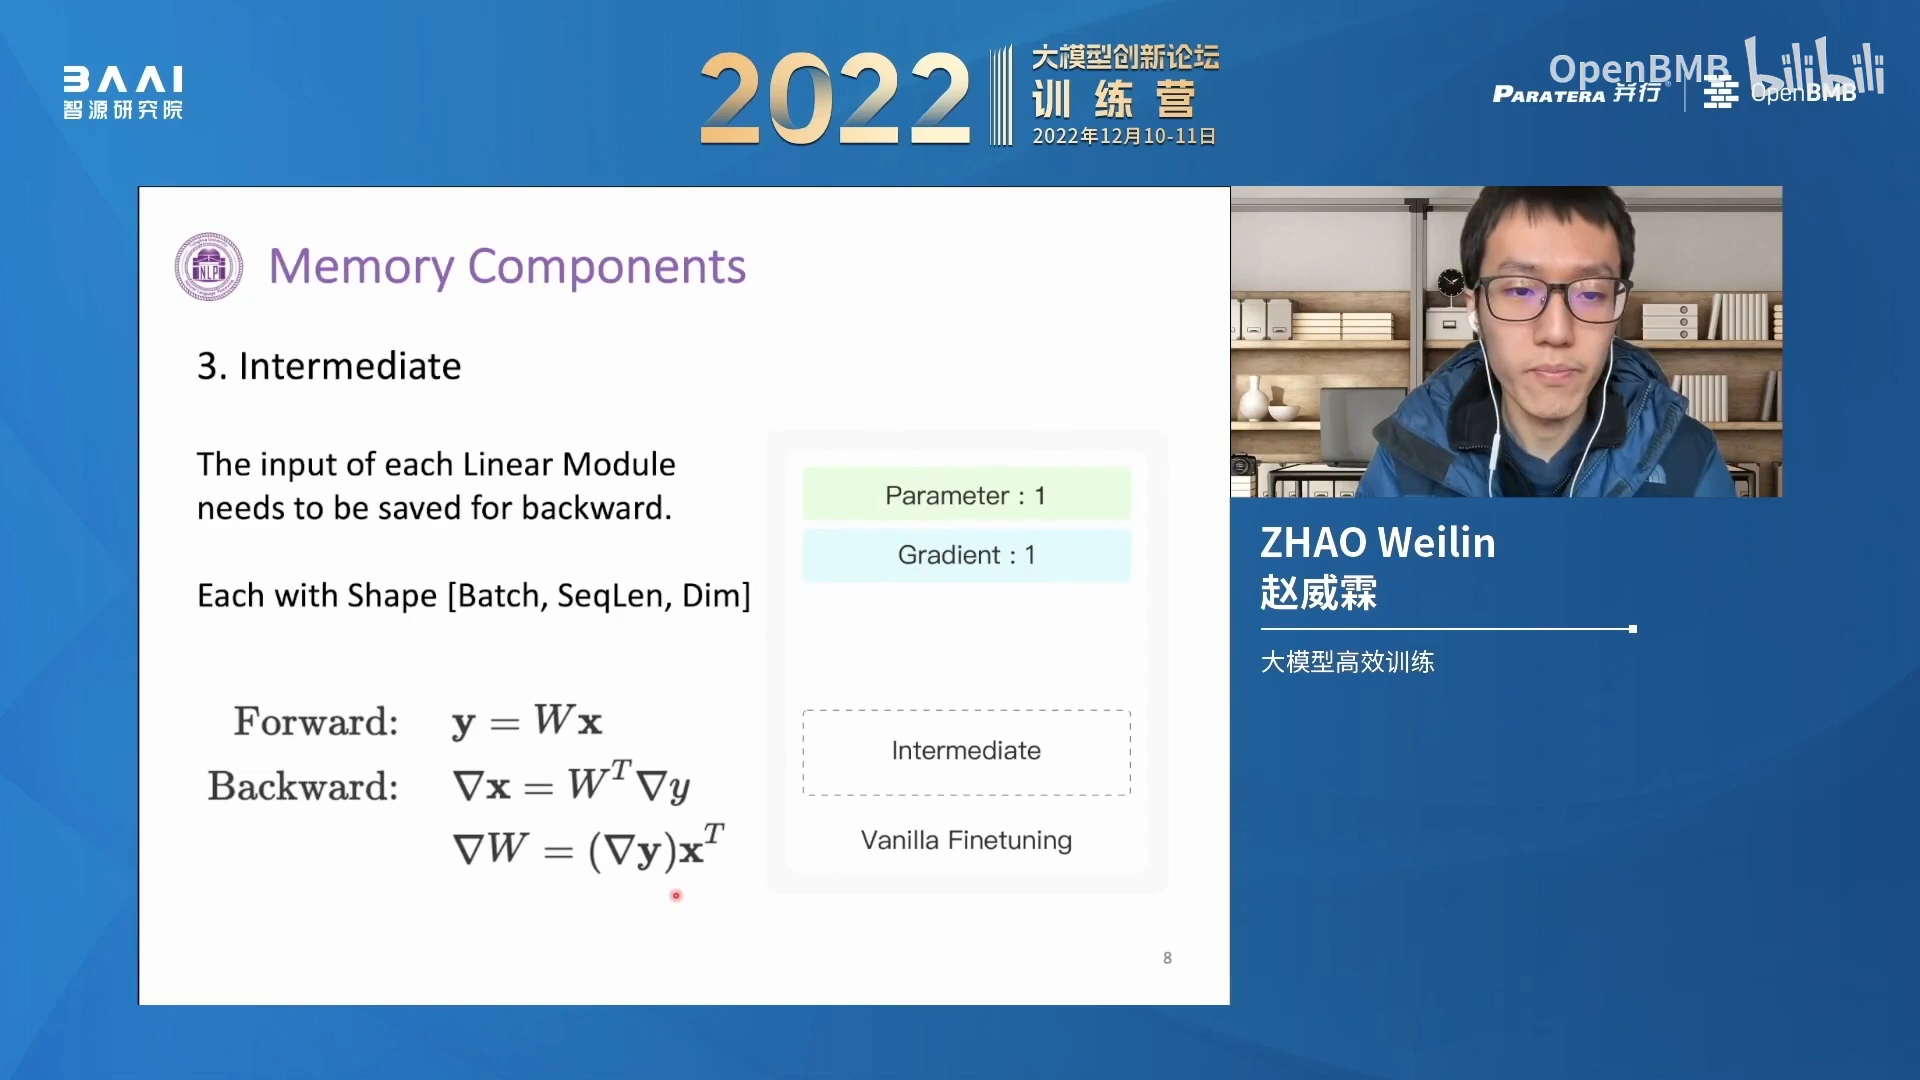 BAAI
智源研究院
2022
大模型创新论坛
训练营
2022年12月10-11日
OpenBMB
bilibili
PARATERA 并行
OpenBMB
NLP
Memory Components
3. Intermediate
The input of each Linear Module
needs to be saved for backward.
Each with Shape [Batch, SeqLen, Dim]
Forward: y = Wx
Backward: ∇x = W^T ∇y
∇W = (∇y)x^T
Parameter : 1
Gradient : 1
Intermediate
Vanilla Finetuning
8
ZHAO Weilin
赵威霖
大模型高效训练